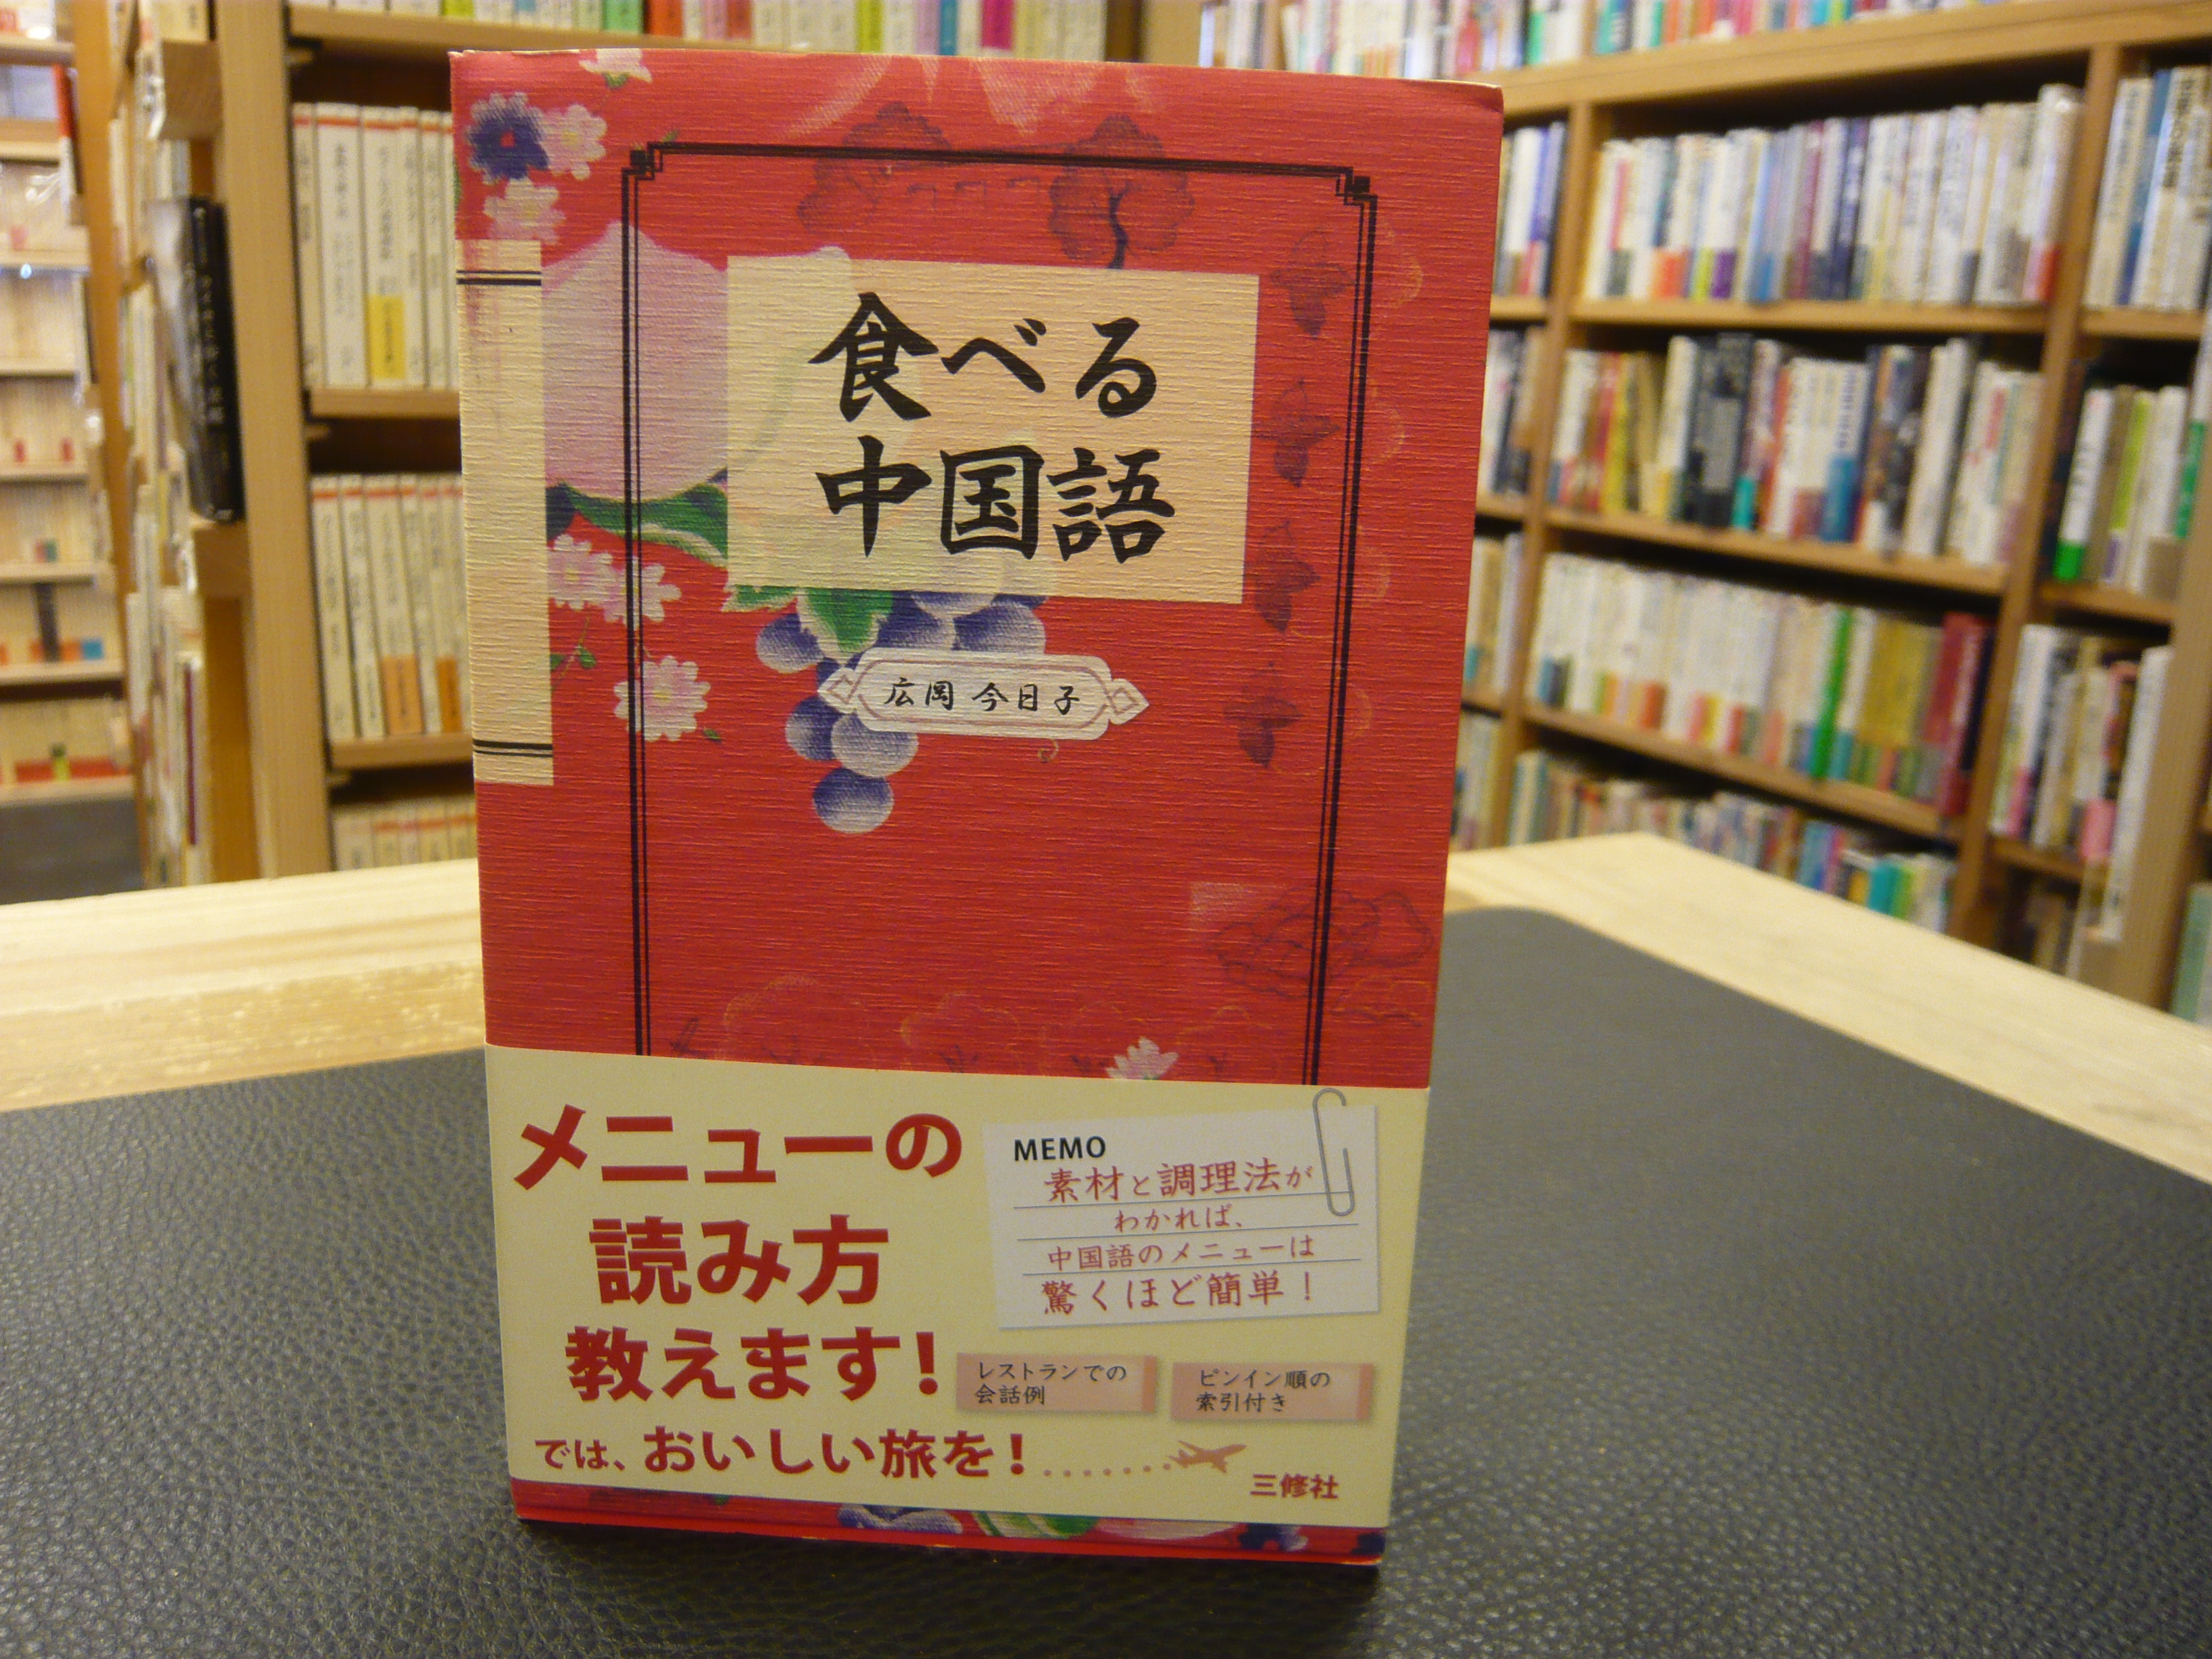 食べる
中国語
広岡 今日子
メニューの
読み方
教えます!
では、おいしい旅を!
MEMO
素材と調理法が
わかれば、
中国語のメニューは
驚くほど簡単!
レストランでの
会話例
ピンイン順の
索引付き
三修社